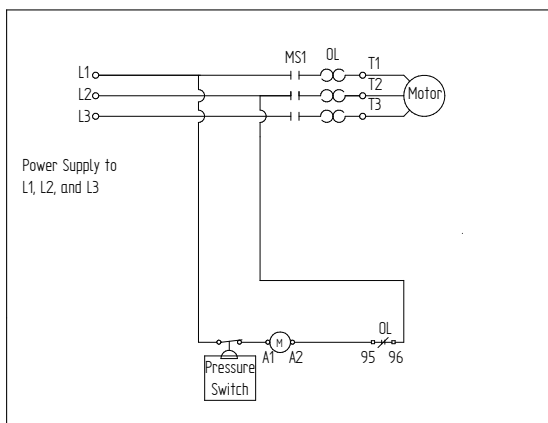 MS1 OL
L1 T1
L2 T2
L3 T3
Motor
Power Supply to
L1, L2, and L3
OL
M
A1 A2 95 96
Pressure
Switch